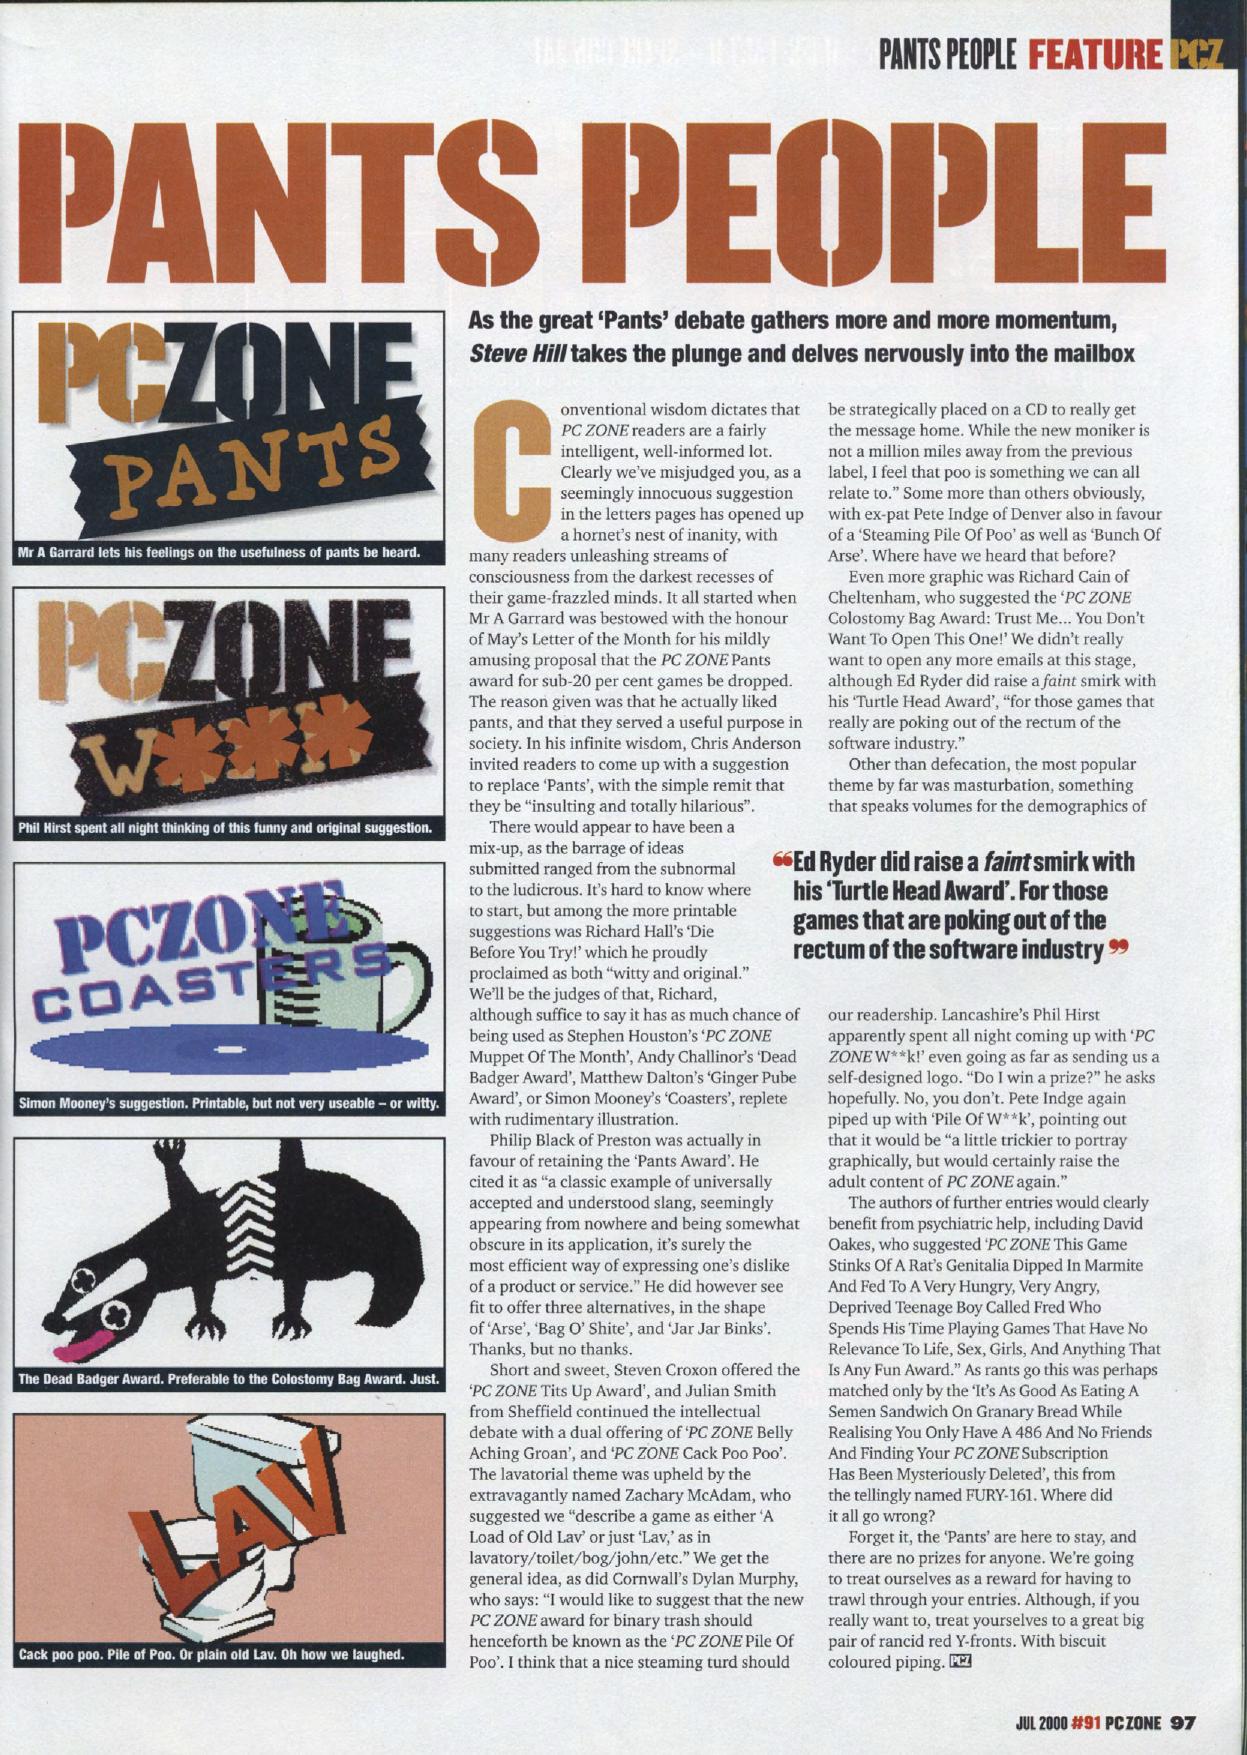 PANTS PEOPLE FEATURE PCZ
PANTS PEOPLE
PCZONE
PANTS
Mr A Garrard lets his feelings on the usefulness of pants be heard.
PCZONE
W***
Phil Hirst spent all night thinking of this funny and original suggestion.
PCZONE
COASTERS
Simon Mooney's suggestion. Printable, but not very useable – or witty.
The Dead Badger Award. Preferable to the Colostomy Bag Award. Just.
LAV
Cack poo poo. Pile of Poo. Or plain old Lav. Oh how we laughed.
As the great 'Pants' debate gathers more and more momentum,
Steve Hill takes the plunge and delves nervously into the mailbox
Conventional wisdom dictates that
PC ZONE readers are a fairly
intelligent, well-informed lot.
Clearly we've misjudged you, as a
seemingly innocuous suggestion
in the letters pages has opened up
a hornet's nest of inanity, with
many readers unleashing streams of
consciousness from the darkest recesses of
their game-frazzled minds. It all started when
Mr A Garrard was bestowed with the honour
of May's Letter of the Month for his mildly
amusing proposal that the PC ZONE Pants
award for sub-20 per cent games be dropped.
The reason given was that he actually liked
pants, and that they served a useful purpose in
society. In his infinite wisdom, Chris Anderson
invited readers to come up with a suggestion
to replace 'Pants', with the simple remit that
they be "insulting and totally hilarious".
There would appear to have been a
mix-up, as the barrage of ideas
submitted ranged from the subnormal
to the ludicrous. It's hard to know where
to start, but among the more printable
suggestions was Richard Hall's 'Die
Before You Try!' which he proudly
proclaimed as both "witty and original."
We'll be the judges of that, Richard,
although suffice to say it has as much chance of
being used as Stephen Houston's 'PC ZONE
Muppet Of The Month', Andy Challinor's 'Dead
Badger Award', Matthew Dalton's 'Ginger Pube
Award', or Simon Mooney's 'Coasters', replete
with rudimentary illustration.
Philip Black of Preston was actually in
favour of retaining the 'Pants Award'. He
cited it as "a classic example of universally
accepted and understood slang, seemingly
appearing from nowhere and being somewhat
obscure in its application, it's surely the
most efficient way of expressing one's dislike
of a product or service." He did however see
fit to offer three alternatives, in the shape
of 'Arse', 'Bag O' Shite', and 'Jar Jar Binks'.
Thanks, but no thanks.
Short and sweet, Steven Croxon offered the
'PC ZONE Tits Up Award', and Julian Smith
from Sheffield continued the intellectual
debate with a dual offering of 'PC ZONE Belly
Aching Groan', and 'PC ZONE Cack Poo Poo'.
The lavatorial theme was upheld by the
extravagantly named Zachary McAdam, who
suggested we "describe a game as either 'A
Load of Old Lav' or just 'Lav,' as in
lavatory/toilet/bog/john/etc." We get the
general idea, as did Cornwall's Dylan Murphy,
who says: "I would like to suggest that the new
PC ZONE award for binary trash should
henceforth be known as the 'PC ZONE Pile Of
Poo'. I think that a nice steaming turd should
be strategically placed on a CD to really get
the message home. While the new moniker is
not a million miles away from the previous
label, I feel that poo is something we can all
relate to." Some more than others obviously,
with ex-pat Pete Indge of Denver also in favour
of a 'Steaming Pile Of Poo' as well as 'Bunch Of
Arse'. Where have we heard that before?
Even more graphic was Richard Cain of
Cheltenham, who suggested the 'PC ZONE
Colostomy Bag Award: Trust Me... You Don't
Want To Open This One!' We didn't really
want to open any more emails at this stage,
although Ed Ryder did raise a faint smirk with
his 'Turtle Head Award', "for those games that
really are poking out of the rectum of the
software industry."
Other than defecation, the most popular
theme by far was masturbation, something
that speaks volumes for the demographics of
“Ed Ryder did raise a faint smirk with
his 'Turtle Head Award'. For those
games that are poking out of the
rectum of the software industry”
our readership. Lancashire's Phil Hirst
apparently spent all night coming up with 'PC
ZONE W**k!' even going as far as sending us a
self-designed logo. "Do I win a prize?" he asks
hopefully. No, you don't. Pete Indge again
piped up with 'Pile Of W**k', pointing out
that it would be "a little trickier to portray
graphically, but would certainly raise the
adult content of PC ZONE again."
The authors of further entries would clearly
benefit from psychiatric help, including David
Oakes, who suggested 'PC ZONE This Game
Stinks Of A Rat's Genitalia Dipped In Marmite
And Fed To A Very Hungry, Very Angry,
Deprived Teenage Boy Called Fred Who
Spends His Time Playing Games That Have No
Relevance To Life, Sex, Girls, And Anything That
Is Any Fun Award." As rants go this was perhaps
matched only by the 'It's As Good As Eating A
Semen Sandwich On Granary Bread While
Realising You Only Have A 486 And No Friends
And Finding Your PC ZONE Subscription
Has Been Mysteriously Deleted', this from
the tellingly named FURY-161. Where did
it all go wrong?
Forget it, the 'Pants' are here to stay, and
there are no prizes for anyone. We're going
to treat ourselves as a reward for having to
trawl through your entries. Although, if you
really want to, treat yourselves to a great big
pair of rancid red Y-fronts. With biscuit
coloured piping. PCZ
JUL 2000 #91 PC ZONE 97